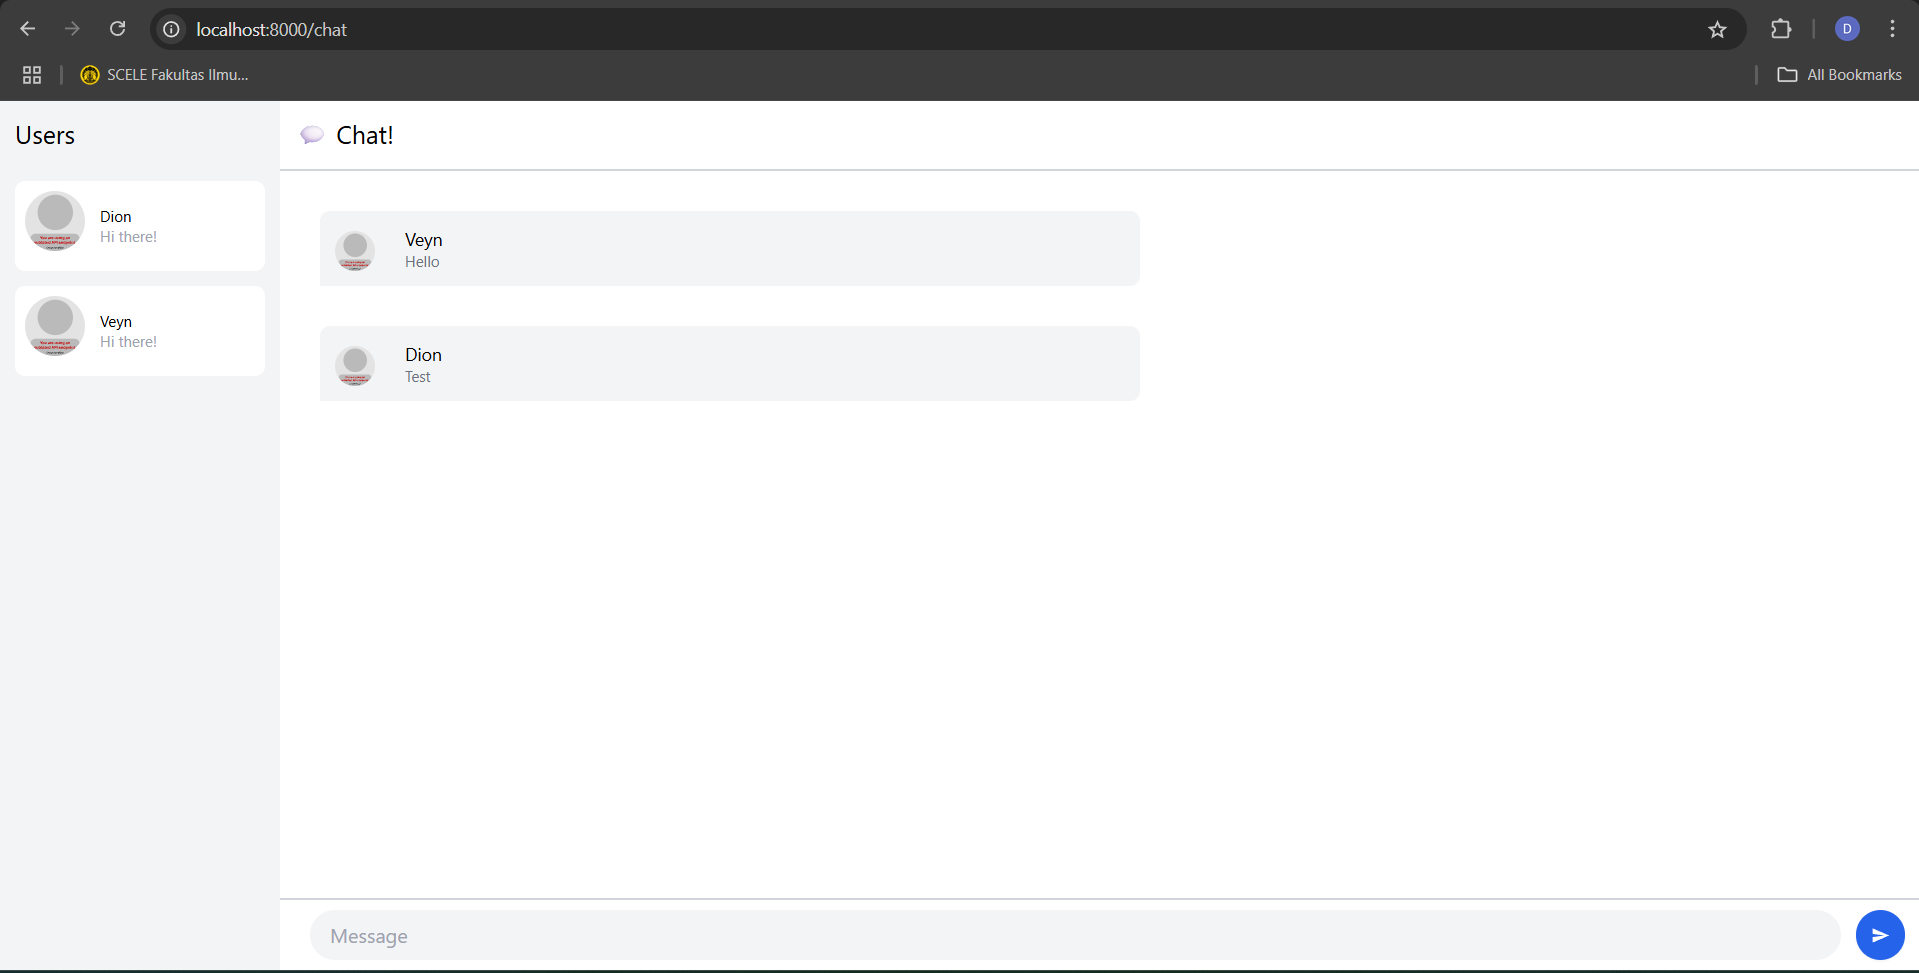 localhost:8000/chat
D
SCELE Fakultas Ilmu...
All Bookmarks
Users
Dion
Hi there!
Veyn
Hi there!
Chat!
Veyn
Hello
Dion
Test
Message